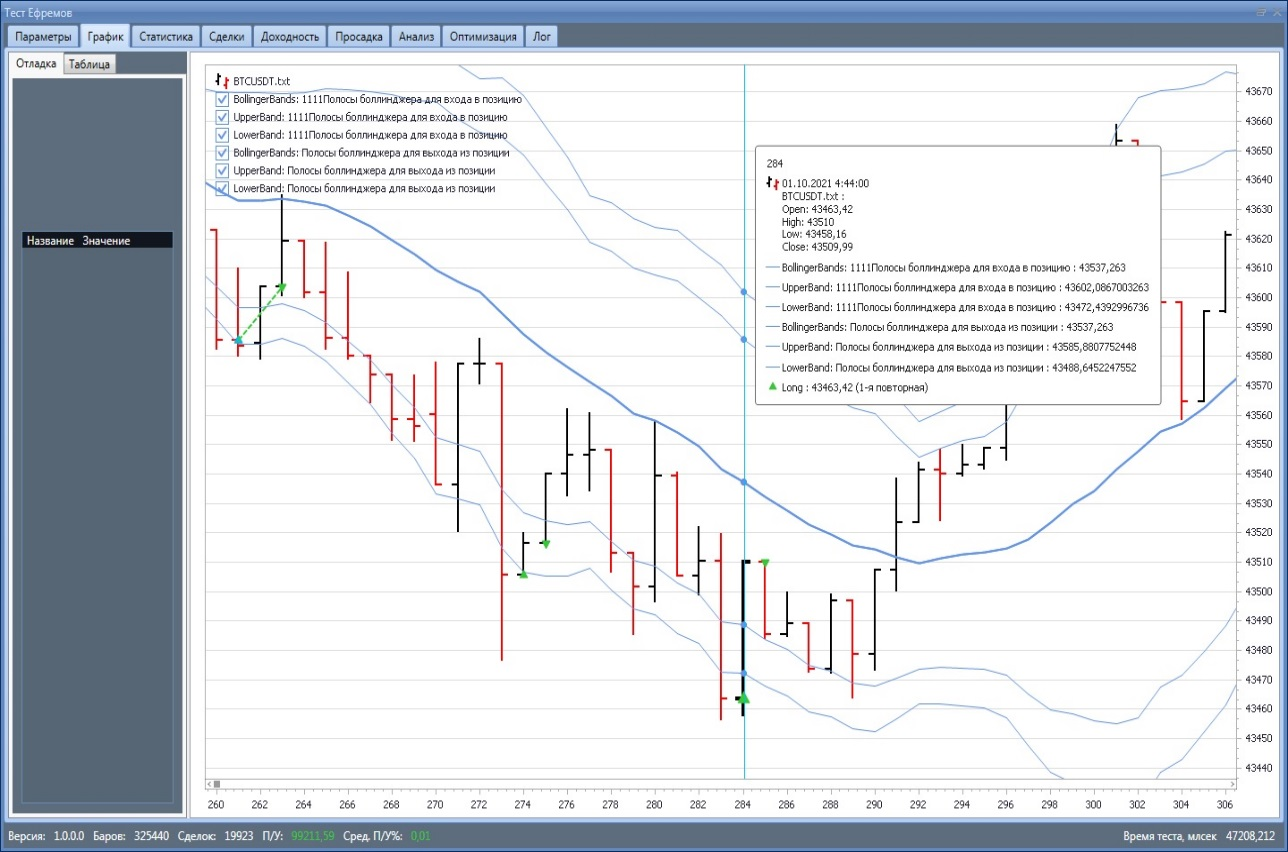 Тест Ефремов
Параметры График Статистика Сделки Доходность Просадка Анализ Оптимизация Лог
Отладка Таблица
Название Значение
BTCUSDT.txt
BollingerBands: 1111Полосы боллинджера для входа в позицию
UpperBand: 1111Полосы боллинджера для входа в позицию
LowerBand: 1111Полосы боллинджера для входа в позицию
BollingerBands: Полосы боллинджера для выхода из позиции
UpperBand: Полосы боллинджера для выхода из позиции
LowerBand: Полосы боллинджера для выхода из позиции
284
01.10.2021 4:44:00
BTCUSDT.txt :
Open: 43463,42
High: 43510
Low: 43458,16
Close: 43509,99
BollingerBands: 1111Полосы боллинджера для входа в позицию : 43537,263
UpperBand: 1111Полосы боллинджера для входа в позицию : 43602,0867003263
LowerBand: 1111Полосы боллинджера для входа в позицию : 43472,4392996736
BollingerBands: Полосы боллинджера для выхода из позиции : 43537,263
UpperBand: Полосы боллинджера для выхода из позиции : 43585,8807752448
LowerBand: Полосы боллинджера для выхода из позиции : 43488,6452247552
Long : 43463,42 (1-я повторная)
43670
43660
43650
43640
43630
43620
43610
43600
43590
43580
43570
43560
43550
43540
43530
43520
43510
43500
43490
43480
43470
43460
43450
43440
260 262 264 266 268 270 272 274 276 278 280 282 284 286 288 290 292 294 296 298 300 302 304 306
Версия: 1.0.0.0 Баров: 325440 Сделок: 19923 П/У: 99211,59 Сред. П/У%: 0,01 Время теста, млсек 47208,212